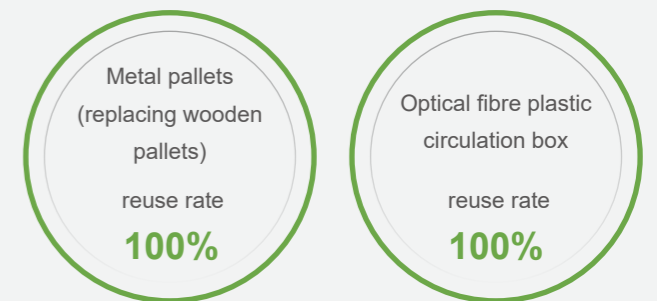 Metal pallets
(replacing wooden
pallets)
reuse rate
100%
Optical fibre plastic
circulation box
reuse rate
100%